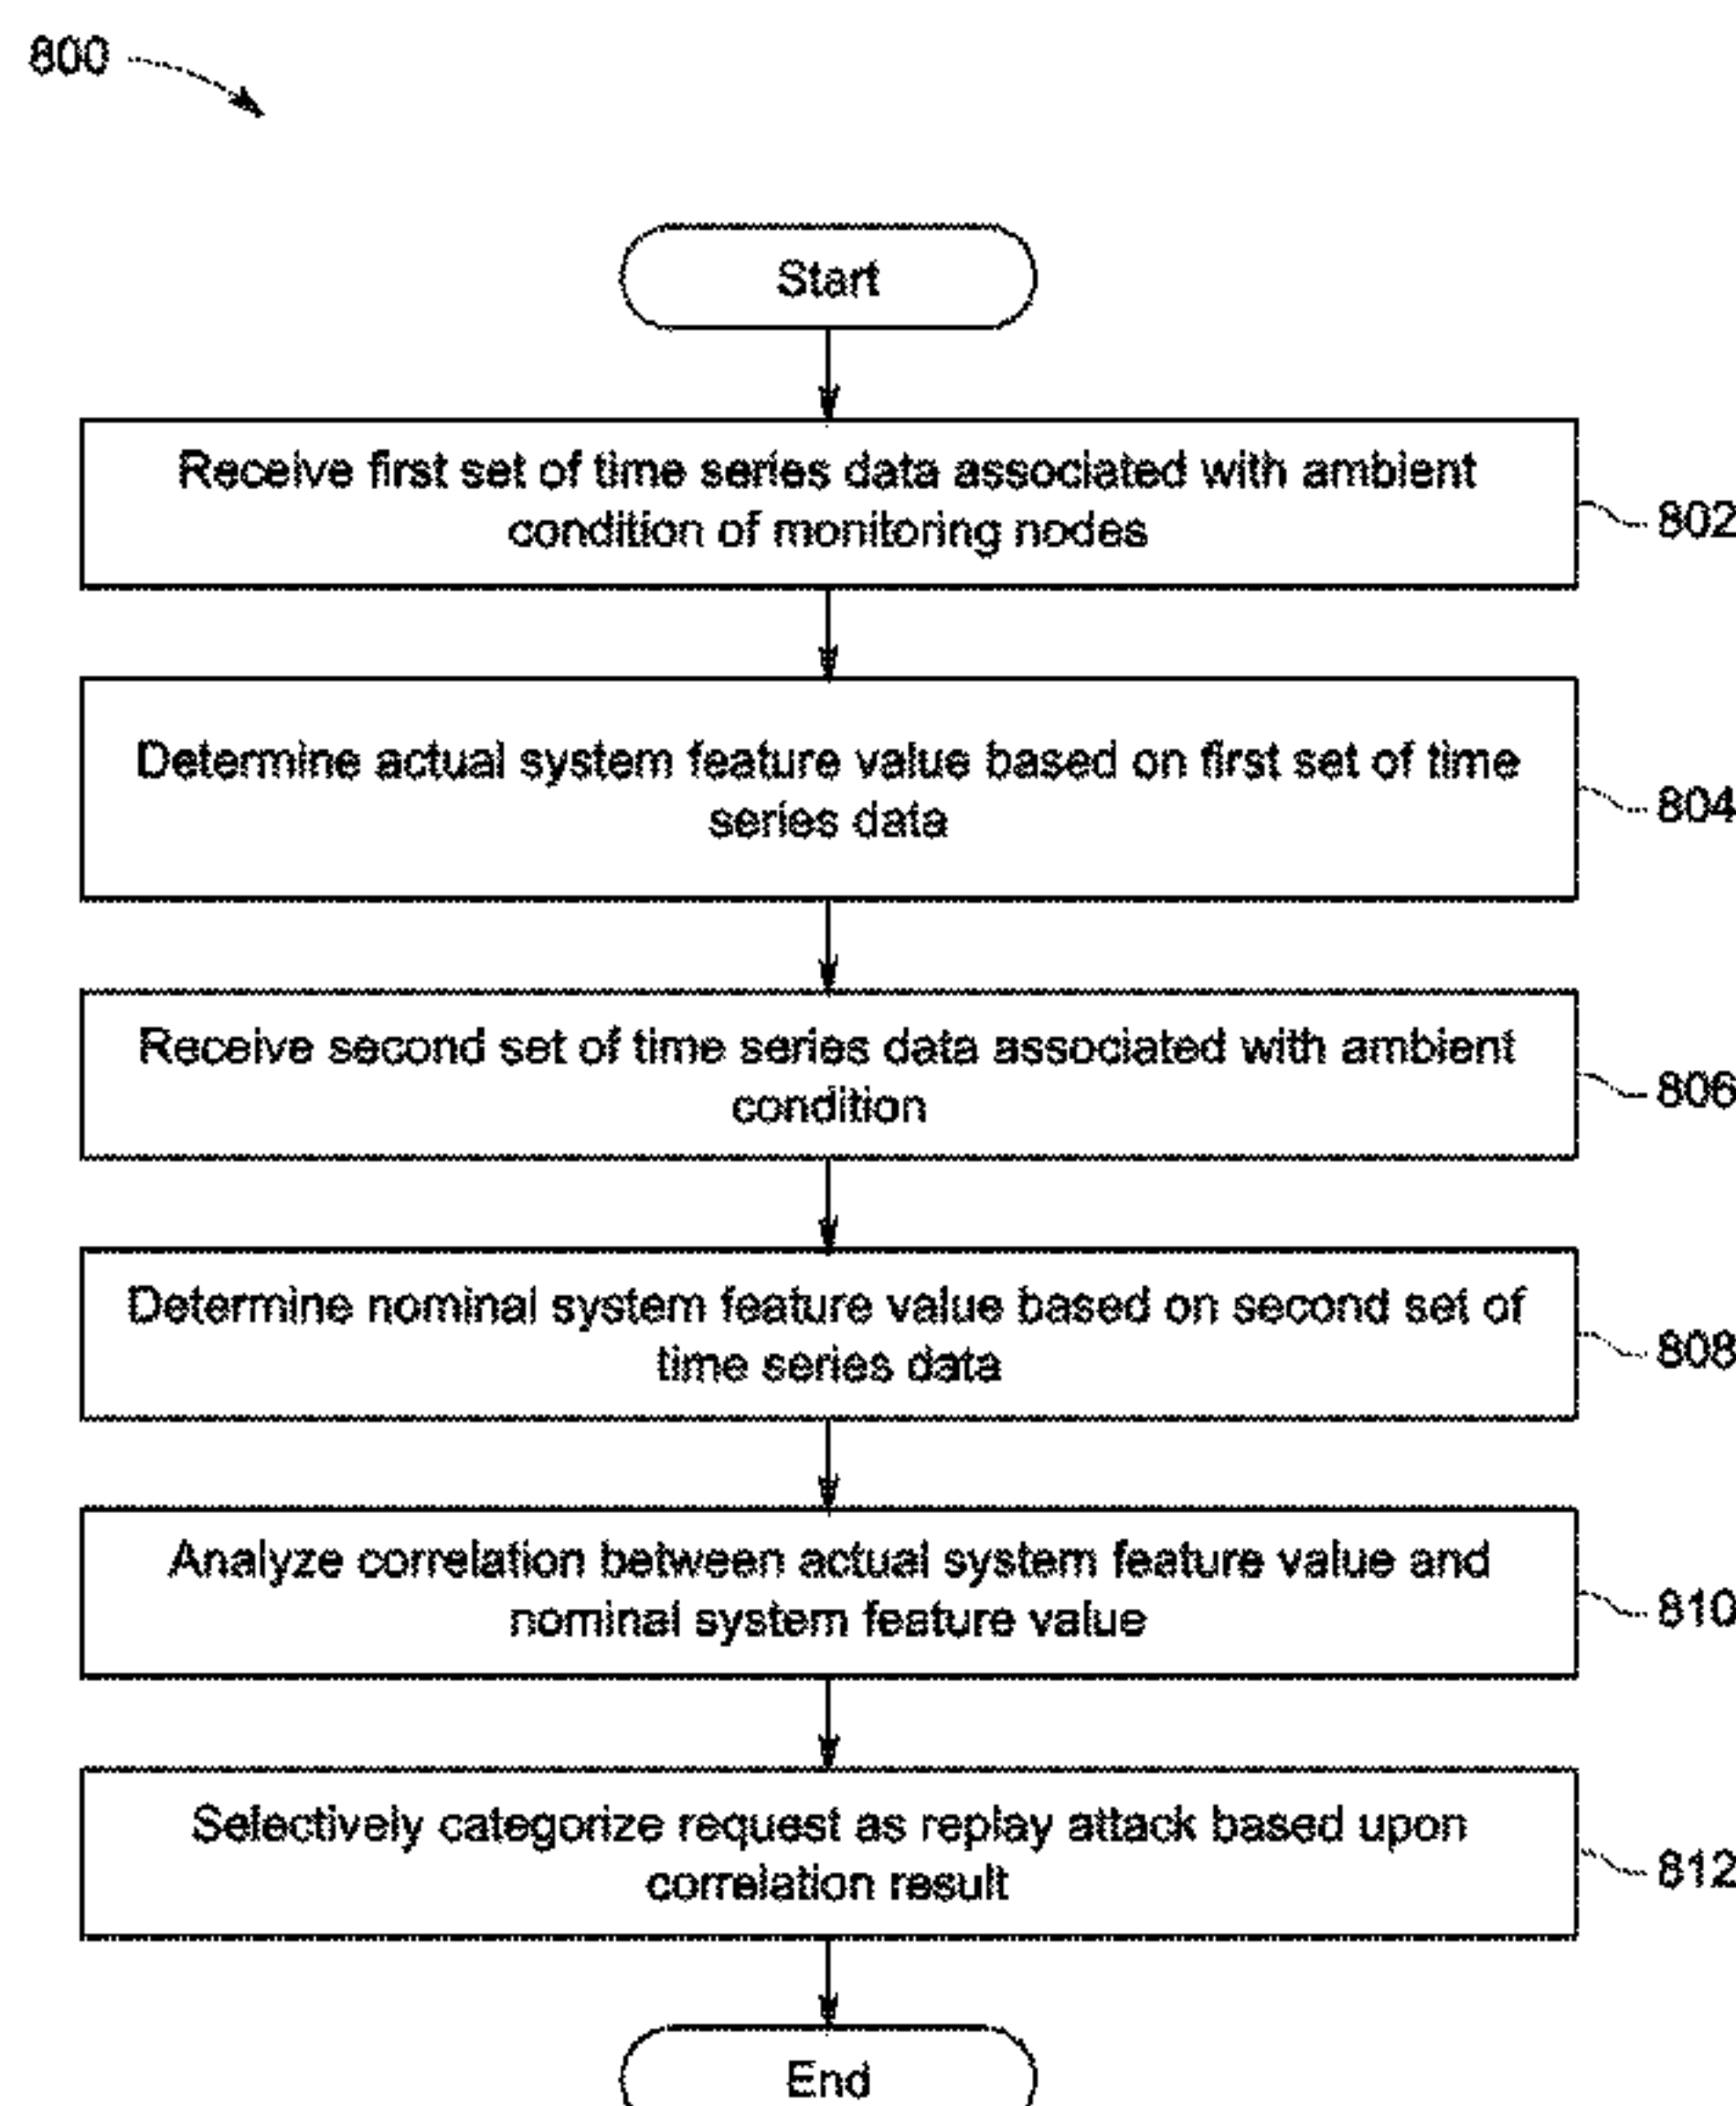 800
Start
Receive first set of time series data associated with ambient
condition of monitoring nodes
802
Determine actual system feature value based on first set of time
series data
804
Receive second set of time series data associated with ambient
condition
806
Determine nominal system feature value based on second set of
time series data
808
Analyze correlation between actual system feature value and
nominal system feature value
810
Selectively categorize request as replay attack based upon
correlation result
812
End